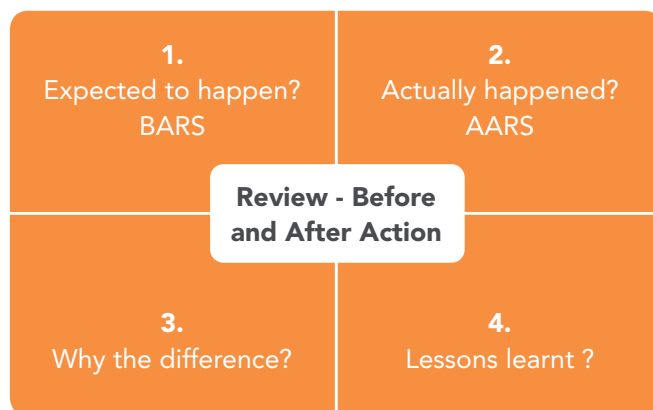 1.
Expected to happen?
BARS
2.
Actually happened?
AARS
Review - Before
and After Action
3.
Why the difference?
4.
Lessons learnt ?